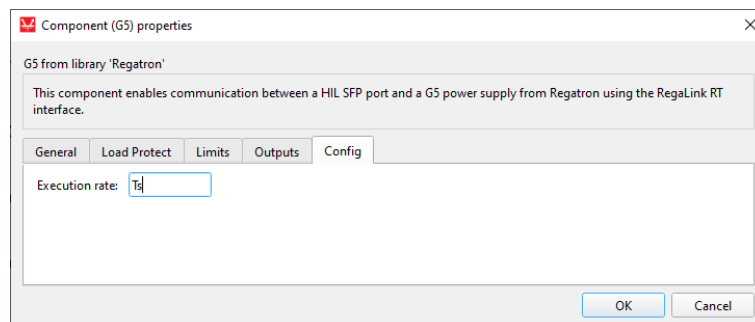 Component (G5) properties
G5 from library 'Regatron'
This component enables communication between a HIL SFP port and a G5 power supply from Regatron using the RegaLink RT
interface.
General Load Protect Limits Outputs Config
Execution rate: Ts
OK Cancel